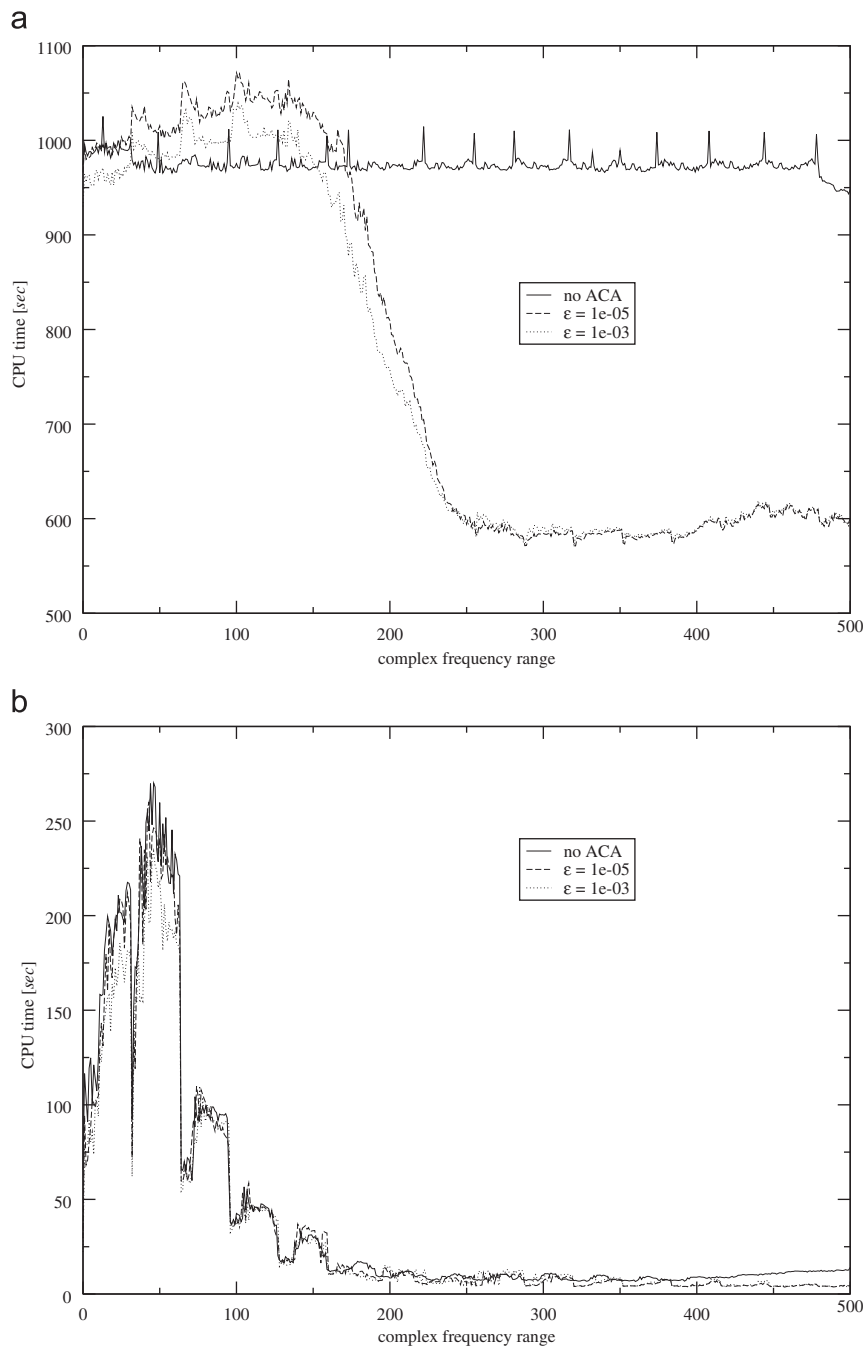 a
1100
1000
900
800
700
600
500
CPU time [sec]
no ACA
ε = 1e-05
ε = 1e-03
0
100
200
300
400
500
complex frequency range
b
300
250
200
150
100
50
0
CPU time [sec]
no ACA
ε = 1e-05
ε = 1e-03
0
100
200
300
400
500
complex frequency range